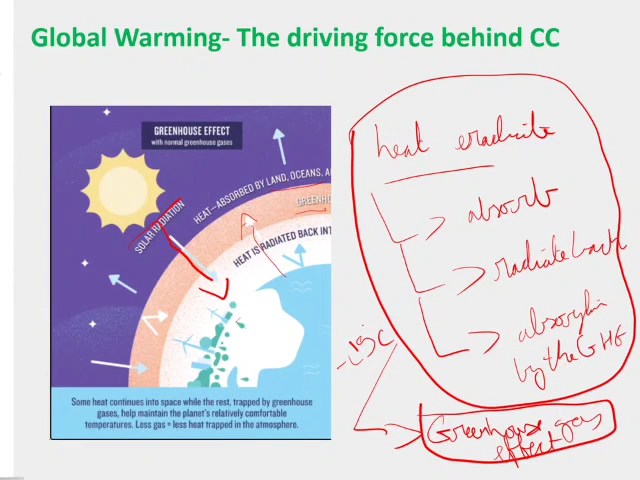 Global Warming- The driving force behind CC
GREENHOUSE EFFECT
with normal greenhouse gases
SOLAR RADIATION
HEAT—ABSORBED BY LAND, OCEANS, A
GREENHO
HEAT IS RADIATED BACK INT
Some heat continues into space while the rest, trapped by greenhouse
gases, help maintain the planet's relatively comfortable
temperatures. Less gas = less heat trapped in the atmosphere.
heat
absorb
radiate back
by the GHG
Greenhouse gas
effect